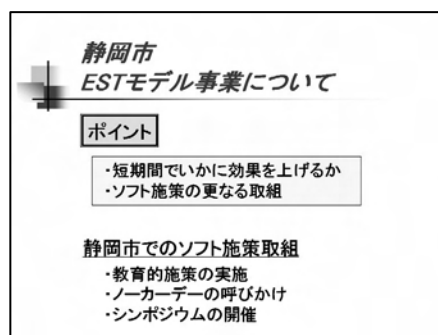 静岡市
ESTモデル事業について
ポイント
・短期間でいかに効果を上げるか
・ソフト施策の更なる取組
静岡市でのソフト施策取組
・教育的施策の実施
・ノーカーデーの呼びかけ
・シンポジウムの開催